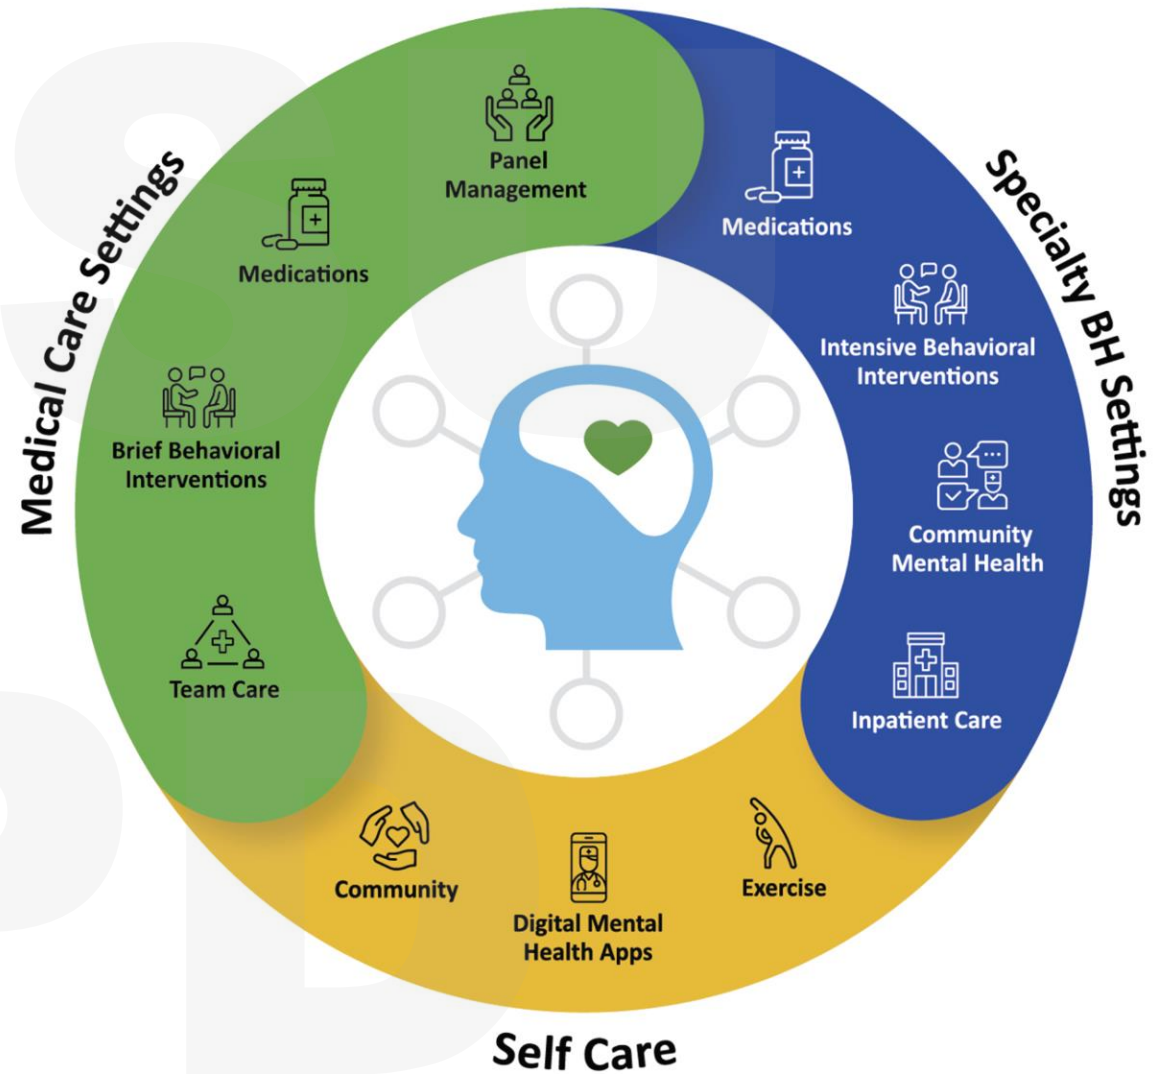 Medical Care Settings
Panel
Management
Medications
Brief Behavioral
Interventions
Team Care
Specialty BH Settings
Medications
Intensive Behavioral
Interventions
Community
Mental Health
Inpatient Care
Community
Digital Mental
Health Apps
Exercise
Self Care